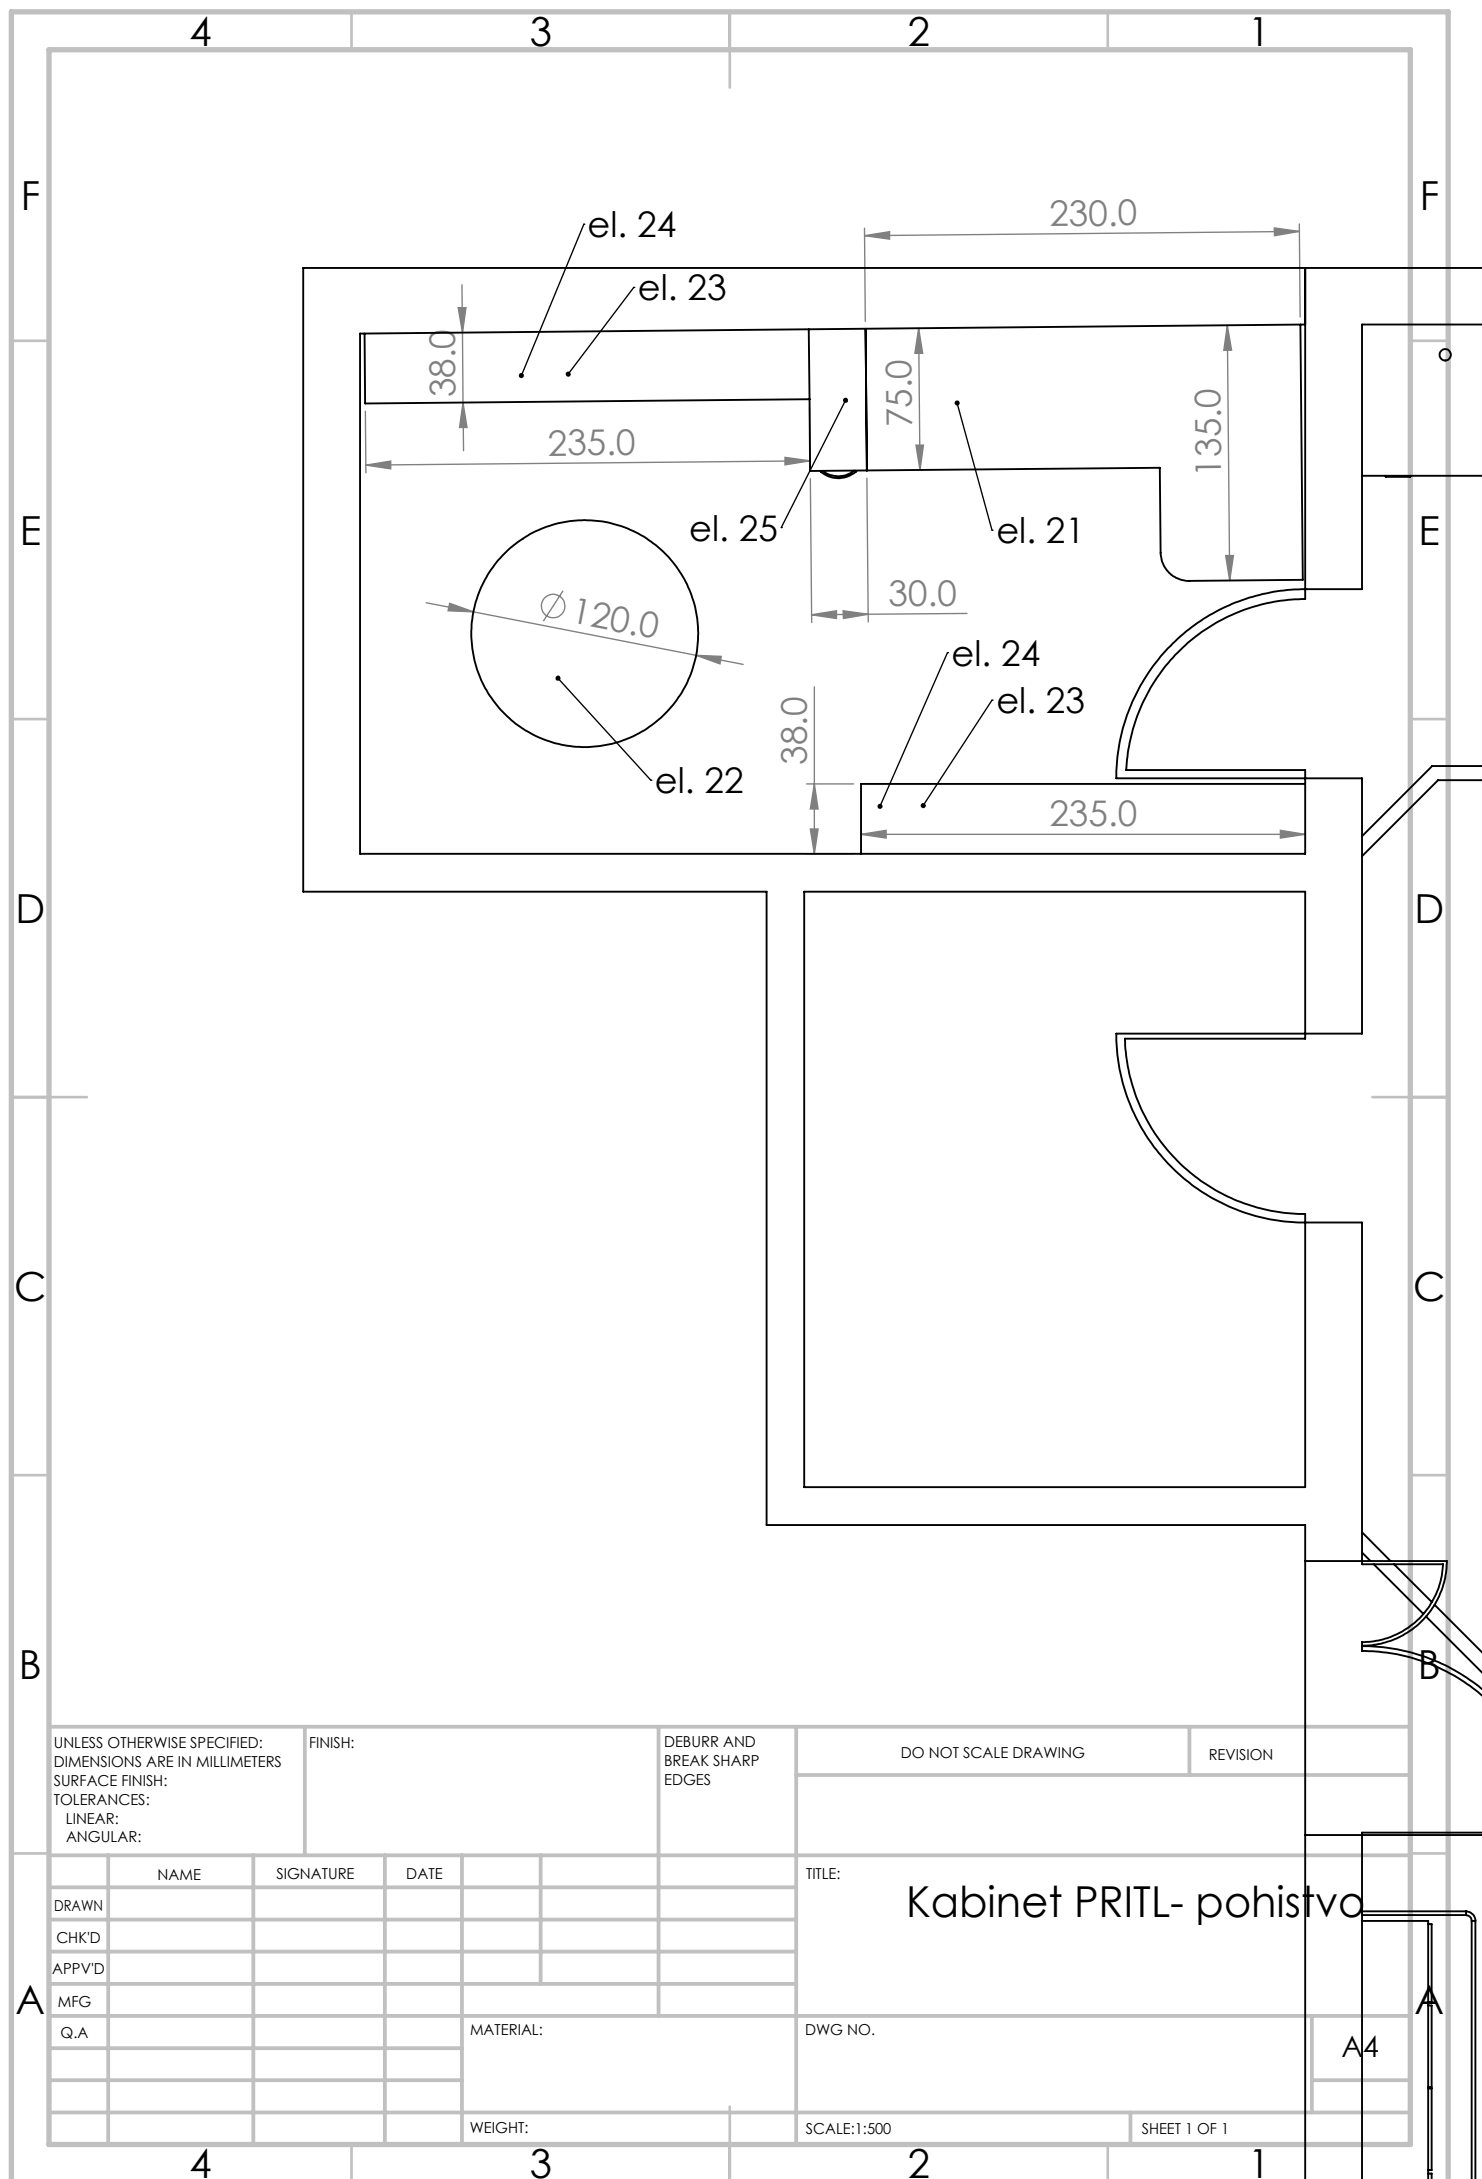 4 3 2 1
F F
el. 24
230.0
el. 23
38.0
75.0
135.0
235.0
E E
el. 25
el. 21
30.0
Ø 120.0
el. 24
el. 23
38.0
el. 22
235.0
D D
C C
B B
UNLESS OTHERWISE SPECIFIED:
DIMENSIONS ARE IN MILLIMETERS
SURFACE FINISH:
TOLERANCES:
LINEAR:
ANGULAR:
FINISH:
DEBURR AND
BREAK SHARP
EDGES
DO NOT SCALE DRAWING
REVISION
NAME SIGNATURE DATE
DRAWN
CHK'D
APPV'D
MFG
Q.A
TITLE:
Kabinet PRITL- pohistvo
A A
MATERIAL:
DWG NO.
A4
WEIGHT:
SCALE:1:500
SHEET 1 OF 1
4 3 2 1